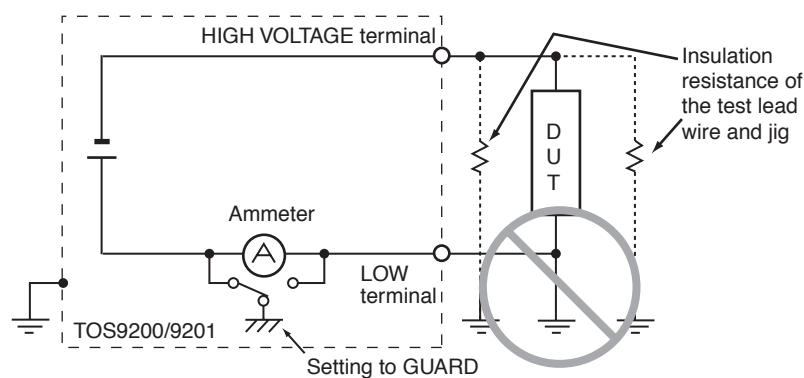 HIGH VOLTAGE terminal
Insulation
resistance of
the test lead
wire and jig
D
U
T
Ammeter
A
LOW
terminal
TOS9200/9201
Setting to GUARD